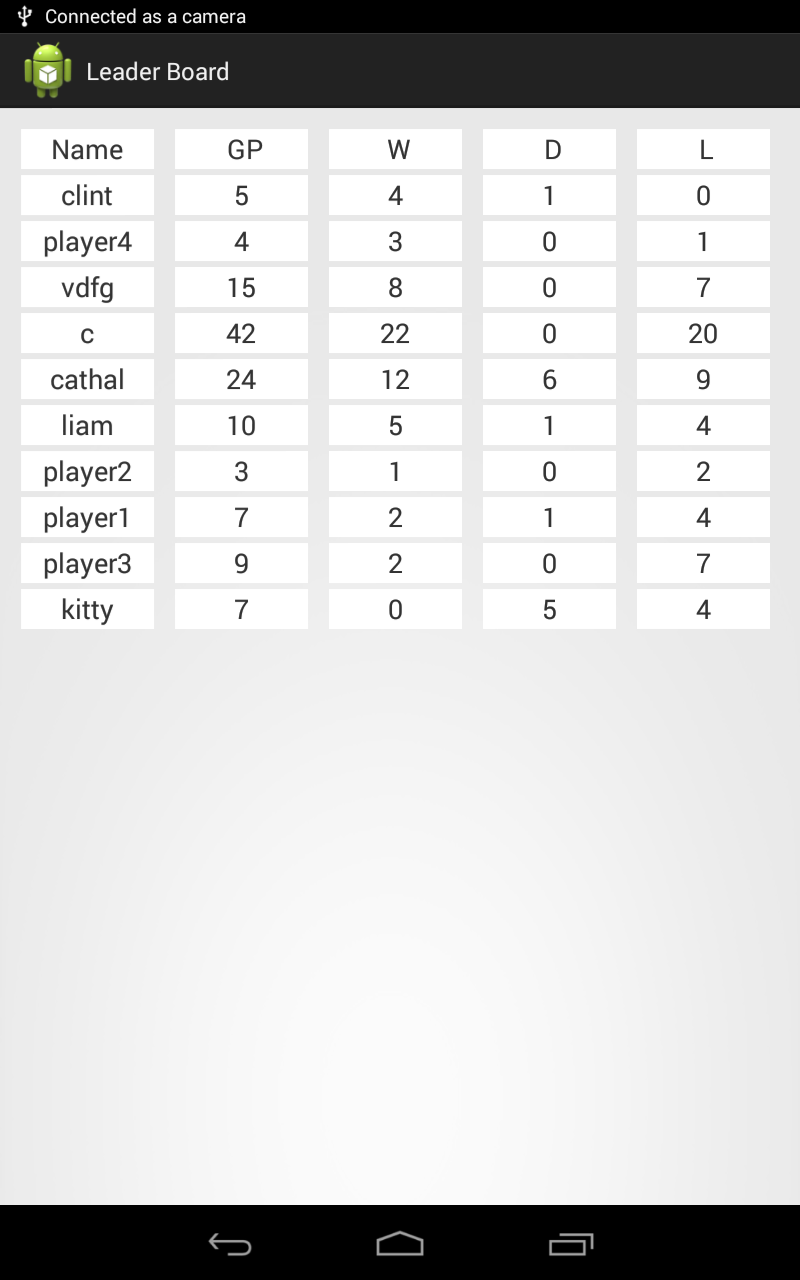 Connected as a camera
Leader Board
Name GP W D L
clint 5 4 1 0
player4 4 3 0 1
vdfg 15 8 0 7
c 42 22 0 20
cathal 24 12 6 9
liam 10 5 1 4
player2 3 1 0 2
player1 7 2 1 4
player3 9 2 0 7
kitty 7 0 5 4